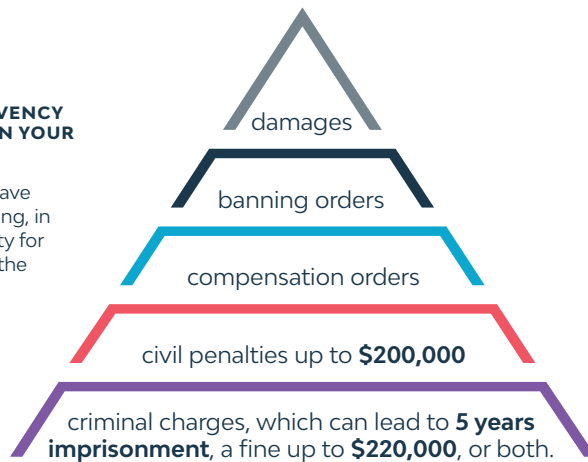 VENCY
N YOUR
ave
ng, in
ty for
the
damages
banning orders
compensation orders
civil penalties up to $200,000
criminal charges, which can lead to 5 years
imprisonment, a fine up to $220,000, or both.